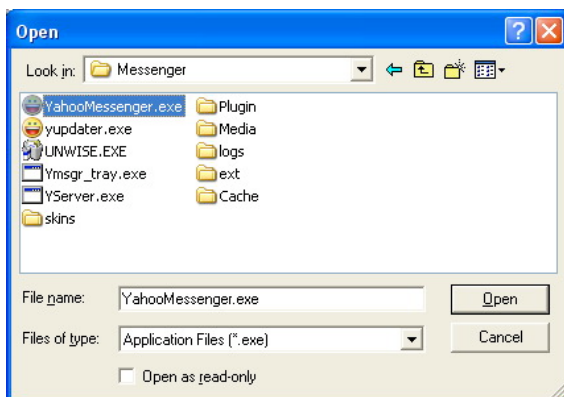 Open
Look in: Messenger
YahooMessenger.exe
yupdater.exe
UNWISE.EXE
Ymsgr_tray.exe
YServer.exe
skins
Plugin
Media
logs
ext
Cache
File name: YahooMessenger.exe Open
Files of type: Application Files (*.exe) Cancel
Open as read-only